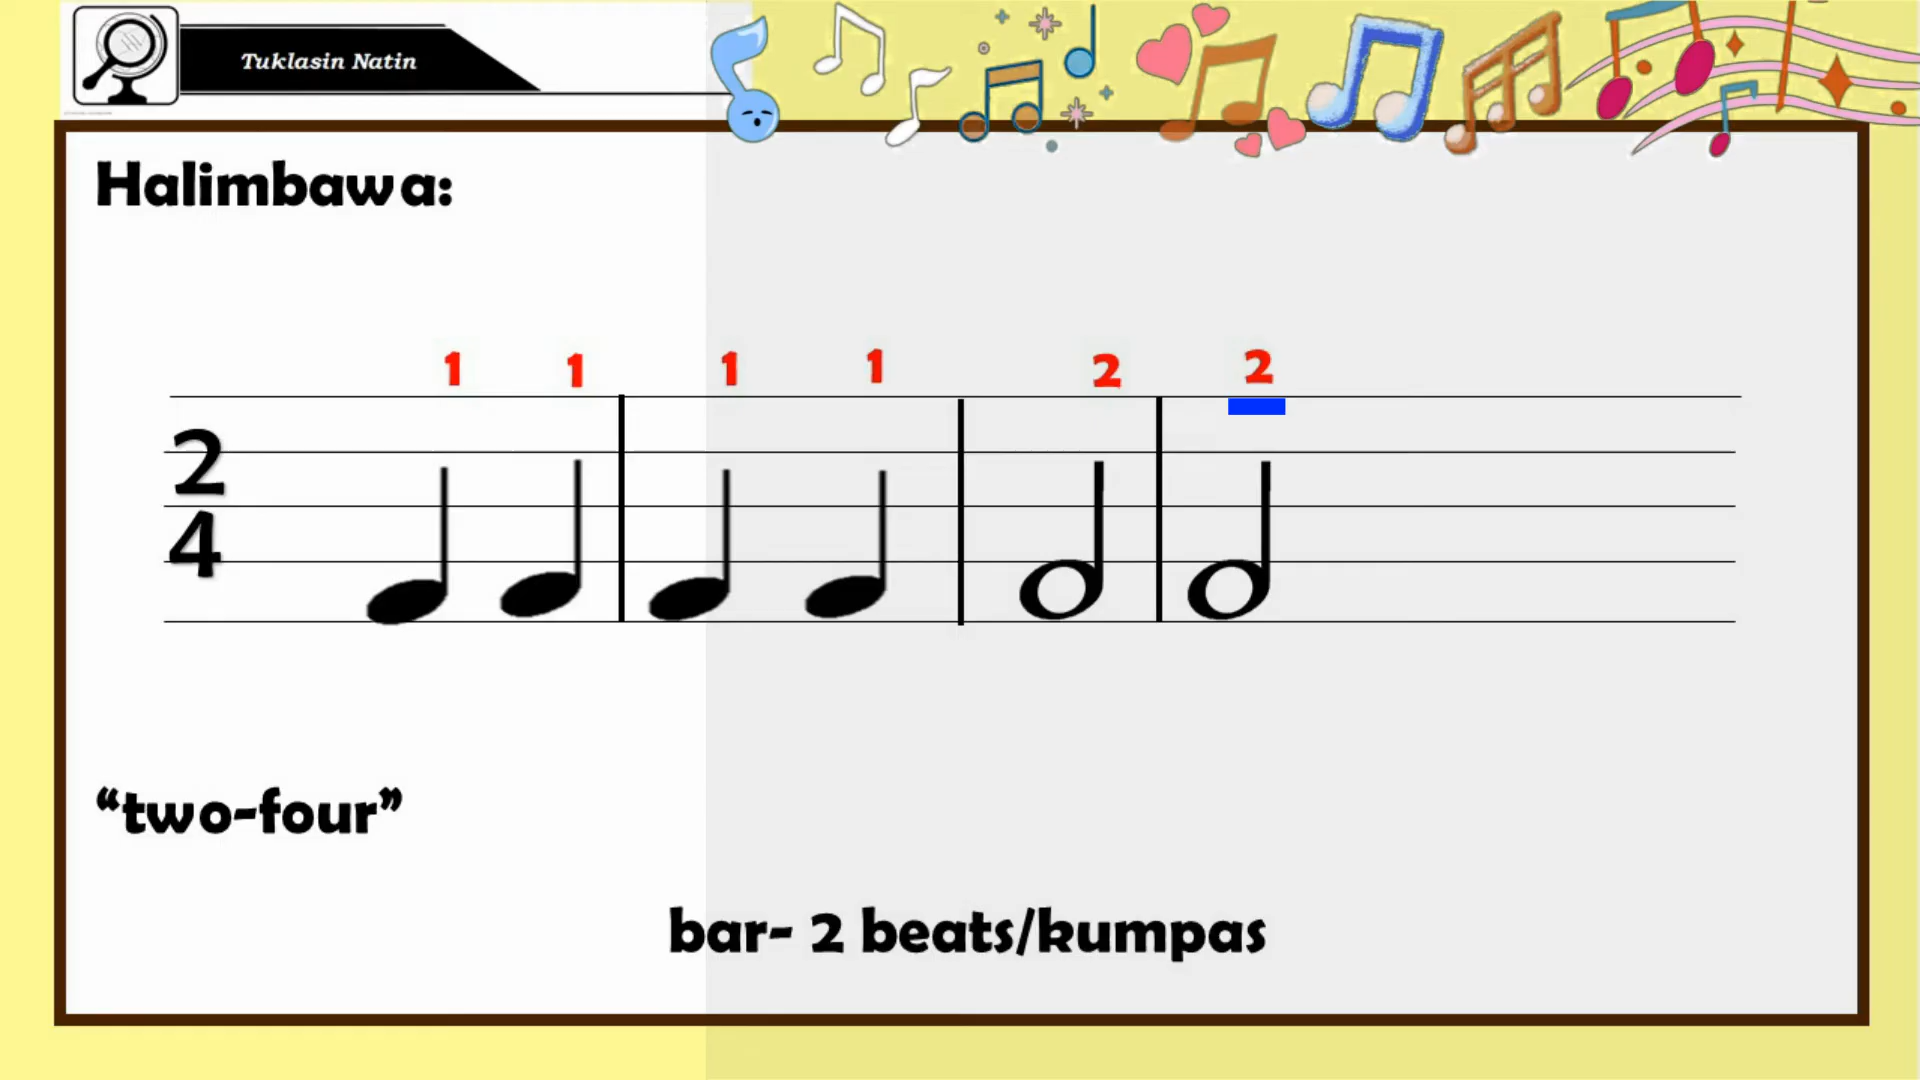 Tuklasin Natin
Halimbawa:
1 1 1 1 2 2
2
4
“two-four”
bar- 2 beats/kumpas